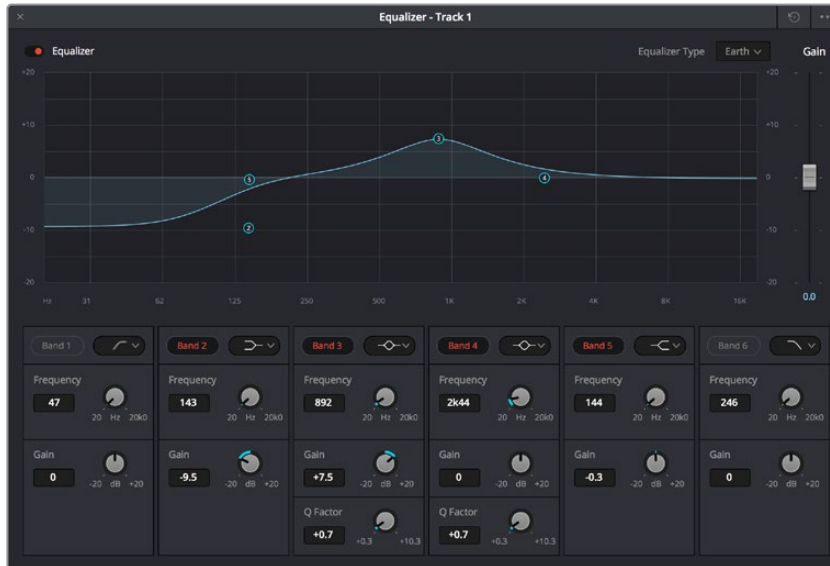 Equalizer - Track 1
Equalizer
Equalizer Type Earth Gain
+20 +20
+10 +10
0 0
-10 -10
-20 -20
3
5 4
2
Hz 31 62 125 250 500 1K 2K 4K 8K 16K
0.0
Band 1 Band 2 Band 3 Band 4 Band 5 Band 6
Frequency Frequency Frequency Frequency Frequency Frequency
47 143 892 2k44 144 246
20 Hz 20k0 20 Hz 20k0 20 Hz 20k0 20 Hz 20k0 20 Hz 20k0 20 Hz 20k0
Gain Gain Gain Gain Gain Gain
0 -9.5 +7.5 0 -0.3 0
-20 dB +20 -20 dB +20 -20 dB +20 -20 dB +20 -20 dB +20 -20 dB +20
Q Factor Q Factor
+0.7 +0.7
+0.3 +10.3 +0.3 +10.3